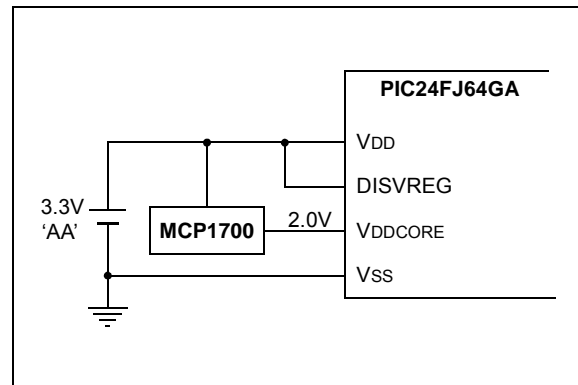 PIC24FJ64GA
VDD
DISVREG
3.3V
'AA'
MCP1700
2.0V
VDDCORE
VSS